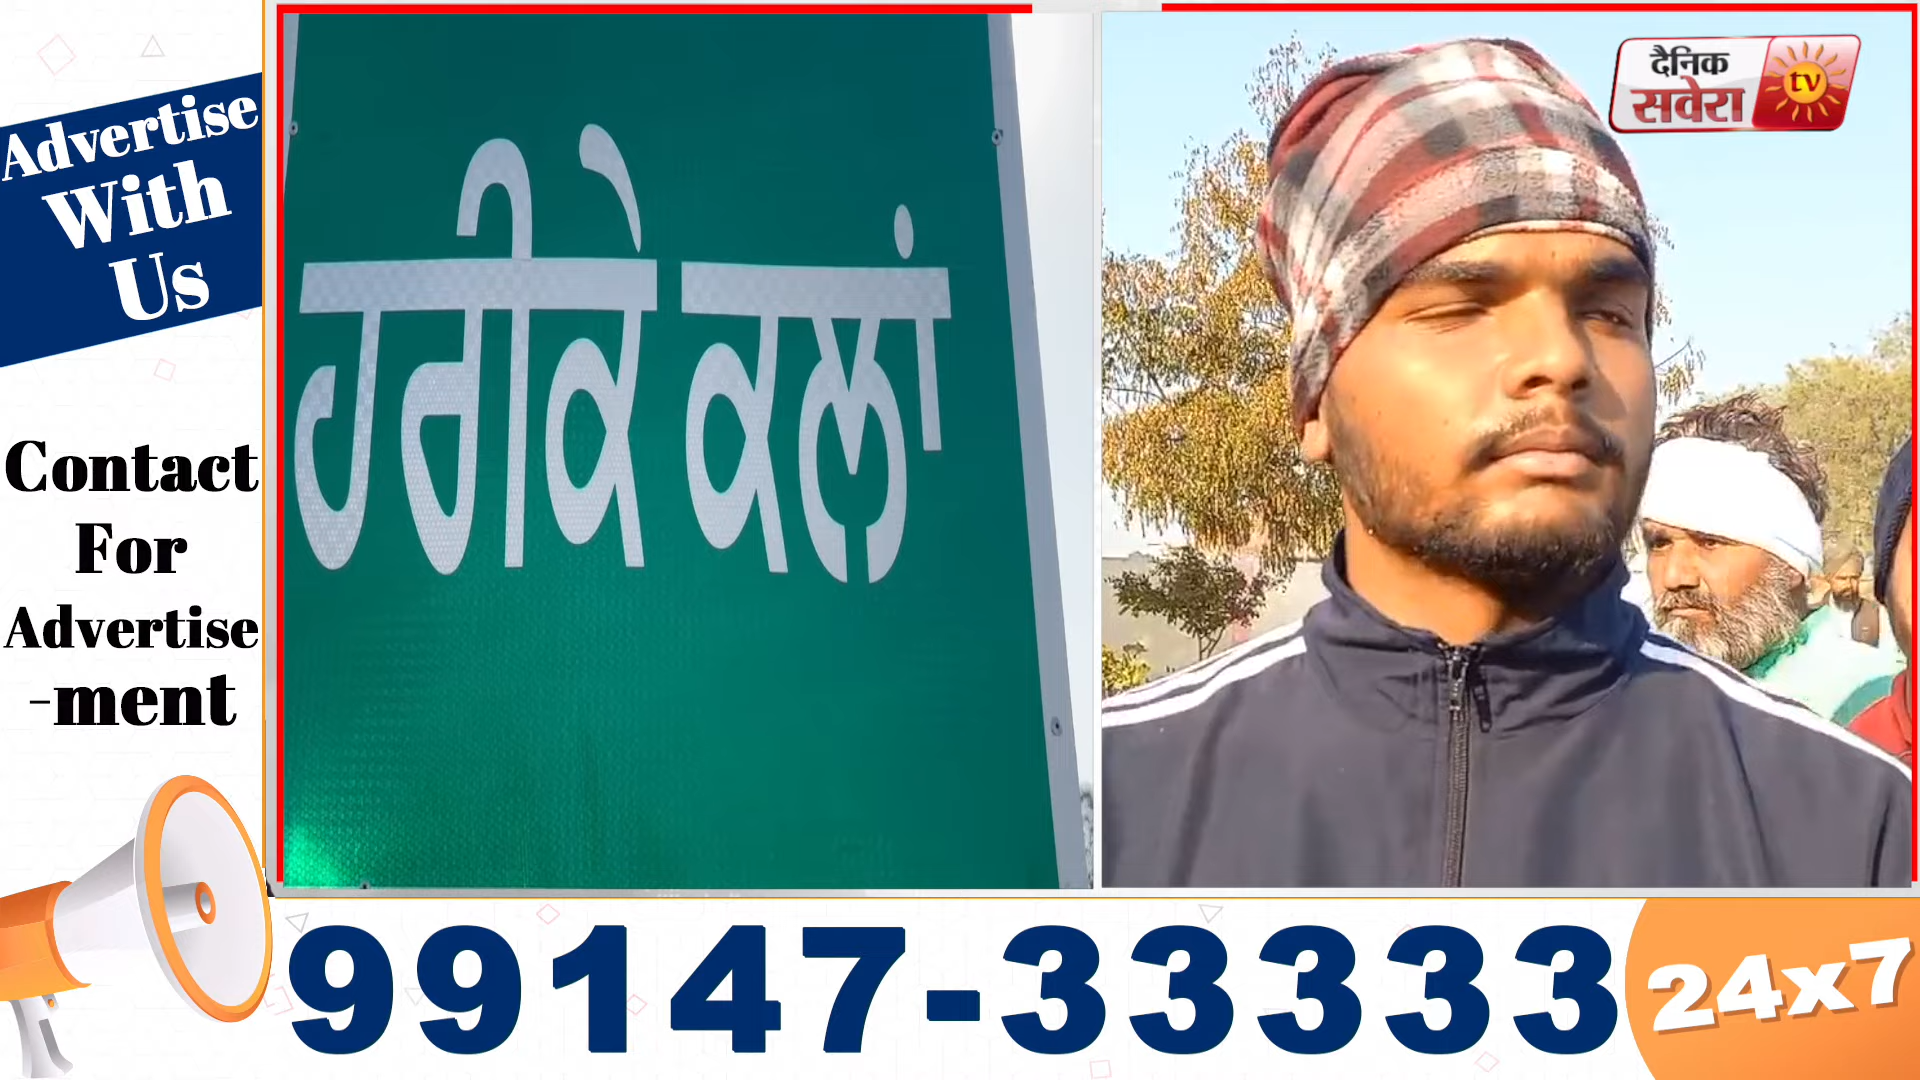 Advertise
With
Us
Contact
For
Advertise
-ment
ਹਰੀਕੇ ਕਲਾਂ
दैनिक
सवेरा
tv
99147-33333
24x7